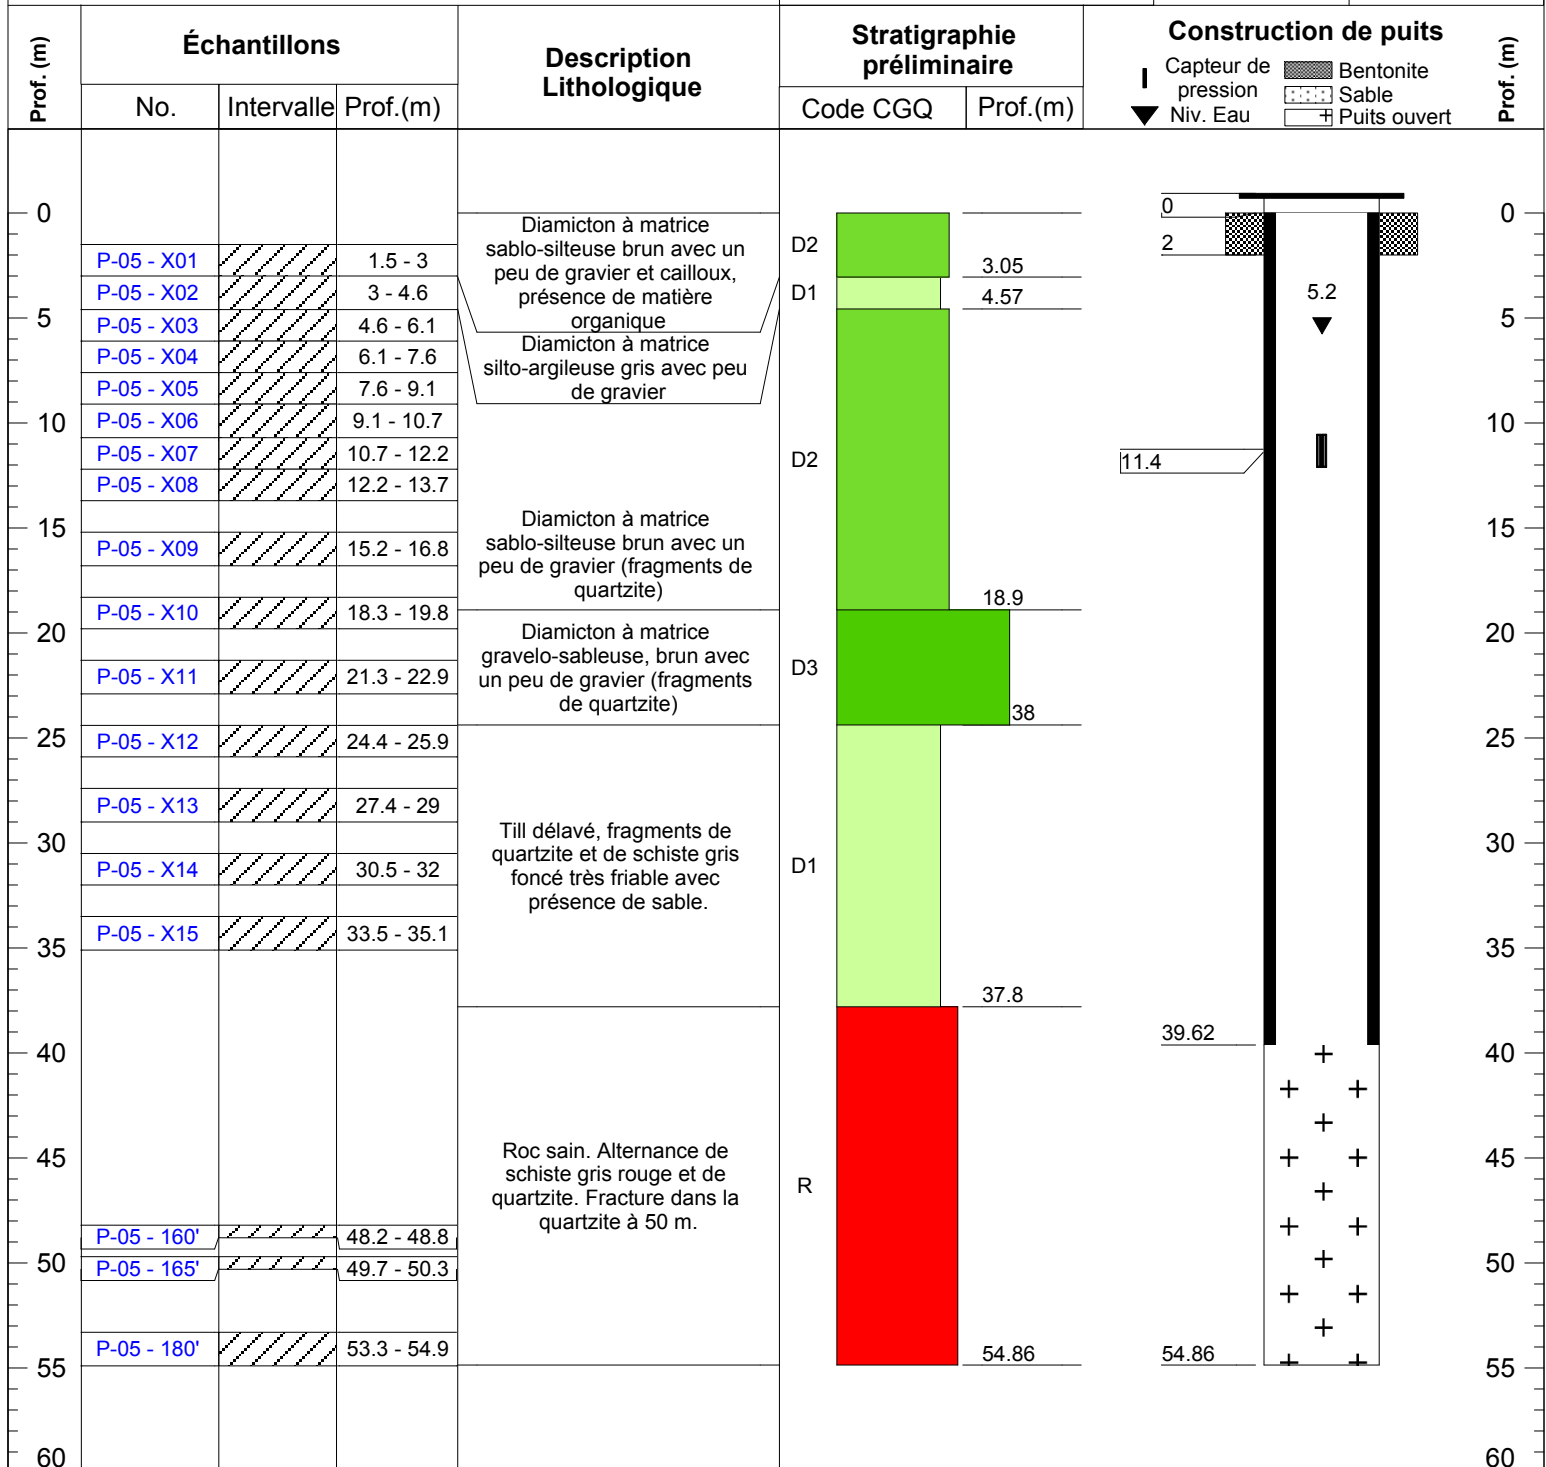 Prof. (m)
Échantillons
No.
Intervalle
Prof.(m)
Description
Lithologique
Stratigraphie
préliminaire
Code CGQ
Prof.(m)
Construction de puits
Capteur de
pression
Niv. Eau
Bentonite
Sable
Puits ouvert
Prof. (m)
0
5
10
15
20
25
30
35
40
45
50
55
60
P-05 - X01
1.5 - 3
P-05 - X02
3 - 4.6
P-05 - X03
4.6 - 6.1
P-05 - X04
6.1 - 7.6
P-05 - X05
7.6 - 9.1
P-05 - X06
9.1 - 10.7
P-05 - X07
10.7 - 12.2
P-05 - X08
12.2 - 13.7
P-05 - X09
15.2 - 16.8
P-05 - X10
18.3 - 19.8
P-05 - X11
21.3 - 22.9
P-05 - X12
24.4 - 25.9
P-05 - X13
27.4 - 29
P-05 - X14
30.5 - 32
P-05 - X15
33.5 - 35.1
P-05 - 160'
48.2 - 48.8
P-05 - 165'
49.7 - 50.3
P-05 - 180'
53.3 - 54.9
Diamicton à matrice
sablo-silteuse brun avec un
peu de gravier et cailloux,
présence de matière
organique
Diamicton à matrice
silto-argileuse gris avec peu
de gravier
Diamicton à matrice
sablo-silteuse brun avec un
peu de gravier (fragments de
quartzite)
Diamicton à matrice
gravelo-sableuse, brun avec
un peu de gravier (fragments
de quartzite)
Till délavé, fragments de
quartzite et de schiste gris
foncé très friable avec
présence de sable.
Roc sain. Alternance de
schiste gris rouge et de
quartzite. Fracture dans la
quartzite à 50 m.
D2
3.05
D1
4.57
D2
18.9
D3
38
D1
37.8
R
54.86
0
2
5.2
11.4
39.62
54.86
0
5
10
15
20
25
30
35
40
45
50
55
60